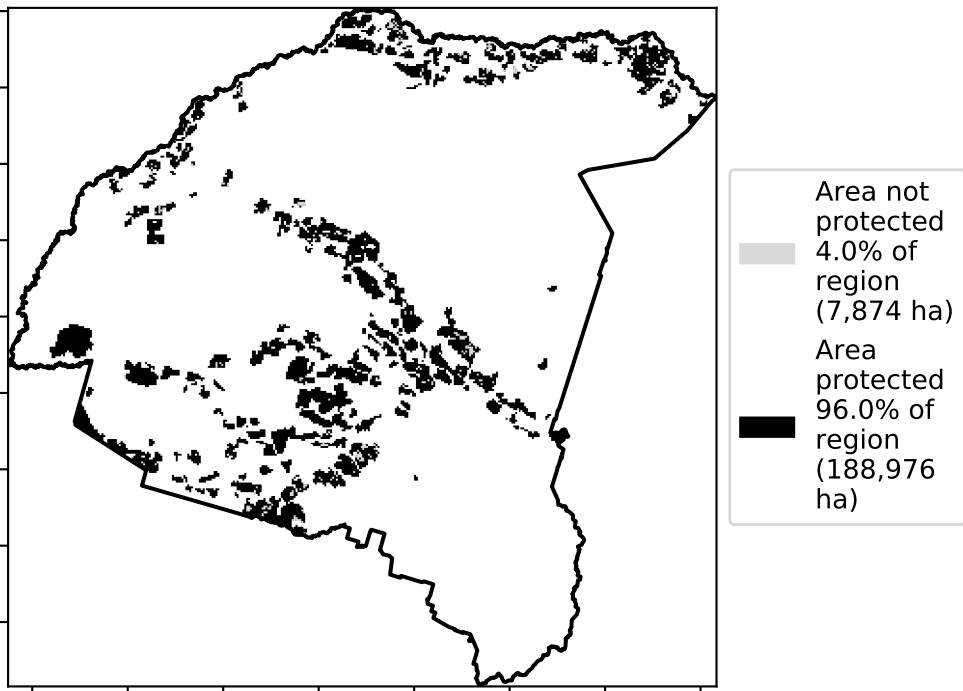 Area not
protected
4.0% of
region
(7,874 ha)
Area
protected
96.0% of
region
(188,976
ha)